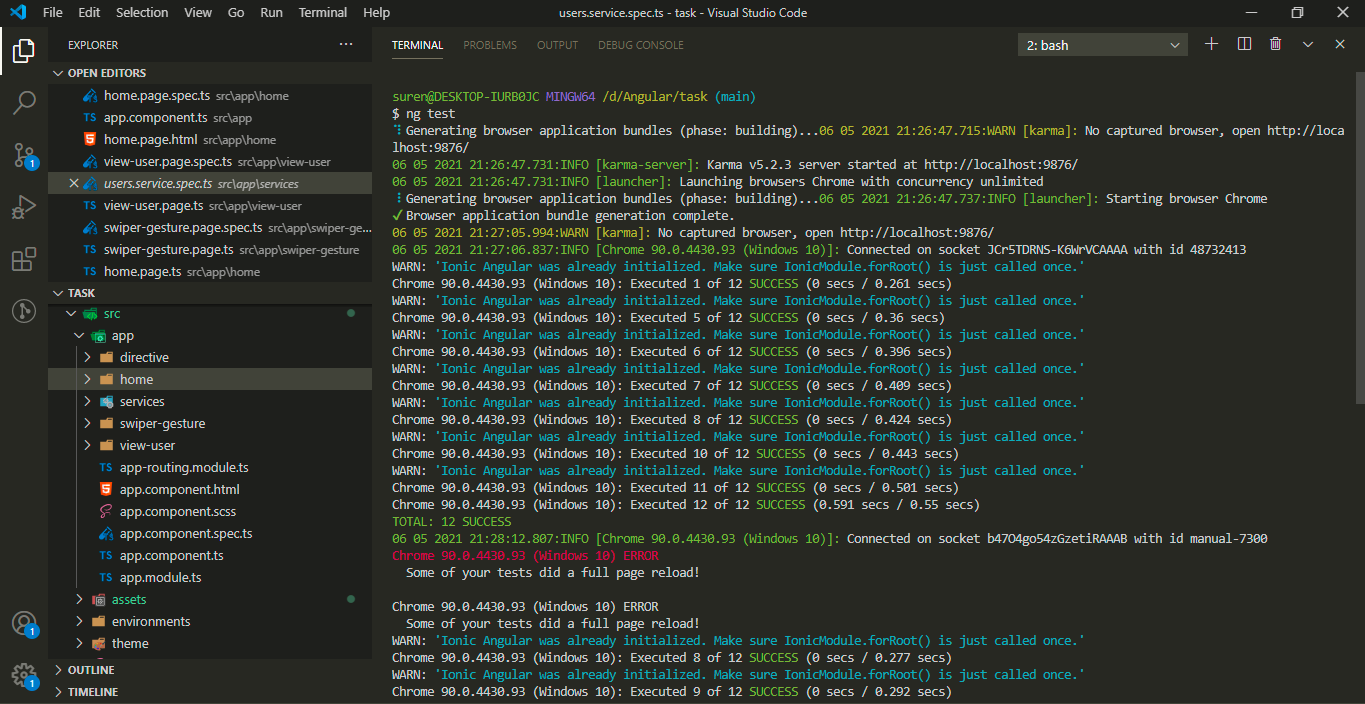 File Edit Selection View Go Run Terminal Help
users.service.spec.ts - task - Visual Studio Code
EXPLORER
OPEN EDITORS
home.page.spec.ts src\app\home
TS app.component.ts src\app
home.page.html src\app\home
view-user.page.spec.ts src\app\view-user
users.service.spec.ts src\app\services
TS view-user.page.ts src\app\view-user
swiper-gesture.page.spec.ts src\app\swiper-ge...
TS swiper-gesture.page.ts src\app\swiper-gesture
TS home.page.ts src\app\home
TASK
src
app
directive
home
services
swiper-gesture
view-user
TS app-routing.module.ts
app.component.html
app.component.scss
app.component.spec.ts
TS app.component.ts
TS app.module.ts
assets
environments
theme
OUTLINE
TIMELINE
1
1
1
TERMINAL PROBLEMS OUTPUT DEBUG CONSOLE
2: bash
suren@DESKTOP-IURB0JC MINGW64 /d/Angular/task (main)
$ ng test
Generating browser application bundles (phase: building)...06 05 2021 21:26:47.715:WARN [karma]: No captured browser, open http://loca
lhost:9876/
06 05 2021 21:26:47.731:INFO [karma-server]: Karma v5.2.3 server started at http://localhost:9876/
06 05 2021 21:26:47.731:INFO [launcher]: Launching browsers Chrome with concurrency unlimited
Generating browser application bundles (phase: building)...06 05 2021 21:26:47.737:INFO [launcher]: Starting browser Chrome
✓ Browser application bundle generation complete.
06 05 2021 21:27:05.994:WARN [karma]: No captured browser, open http://localhost:9876/
06 05 2021 21:27:06.837:INFO [Chrome 90.0.4430.93 (Windows 10)]: Connected on socket JCr5TDRNS-K6WrVCAAAA with id 48732413
WARN: 'Ionic Angular was already initialized. Make sure IonicModule.forRoot() is just called once.'
Chrome 90.0.4430.93 (Windows 10): Executed 1 of 12 SUCCESS (0 secs / 0.261 secs)
WARN: 'Ionic Angular was already initialized. Make sure IonicModule.forRoot() is just called once.'
Chrome 90.0.4430.93 (Windows 10): Executed 5 of 12 SUCCESS (0 secs / 0.36 secs)
WARN: 'Ionic Angular was already initialized. Make sure IonicModule.forRoot() is just called once.'
Chrome 90.0.4430.93 (Windows 10): Executed 6 of 12 SUCCESS (0 secs / 0.396 secs)
WARN: 'Ionic Angular was already initialized. Make sure IonicModule.forRoot() is just called once.'
Chrome 90.0.4430.93 (Windows 10): Executed 7 of 12 SUCCESS (0 secs / 0.409 secs)
WARN: 'Ionic Angular was already initialized. Make sure IonicModule.forRoot() is just called once.'
Chrome 90.0.4430.93 (Windows 10): Executed 8 of 12 SUCCESS (0 secs / 0.424 secs)
WARN: 'Ionic Angular was already initialized. Make sure IonicModule.forRoot() is just called once.'
Chrome 90.0.4430.93 (Windows 10): Executed 10 of 12 SUCCESS (0 secs / 0.443 secs)
WARN: 'Ionic Angular was already initialized. Make sure IonicModule.forRoot() is just called once.'
Chrome 90.0.4430.93 (Windows 10): Executed 11 of 12 SUCCESS (0 secs / 0.501 secs)
Chrome 90.0.4430.93 (Windows 10): Executed 12 of 12 SUCCESS (0.591 secs / 0.55 secs)
TOTAL: 12 SUCCESS
06 05 2021 21:28:12.807:INFO [Chrome 90.0.4430.93 (Windows 10)]: Connected on socket b47O4go54zGzetiRAAAB with id manual-7300
Chrome 90.0.4430.93 (Windows 10) ERROR
Some of your tests did a full page reload!
Chrome 90.0.4430.93 (Windows 10) ERROR
Some of your tests did a full page reload!
WARN: 'Ionic Angular was already initialized. Make sure IonicModule.forRoot() is just called once.'
Chrome 90.0.4430.93 (Windows 10): Executed 8 of 12 SUCCESS (0 secs / 0.277 secs)
WARN: 'Ionic Angular was already initialized. Make sure IonicModule.forRoot() is just called once.'
Chrome 90.0.4430.93 (Windows 10): Executed 9 of 12 SUCCESS (0 secs / 0.292 secs)